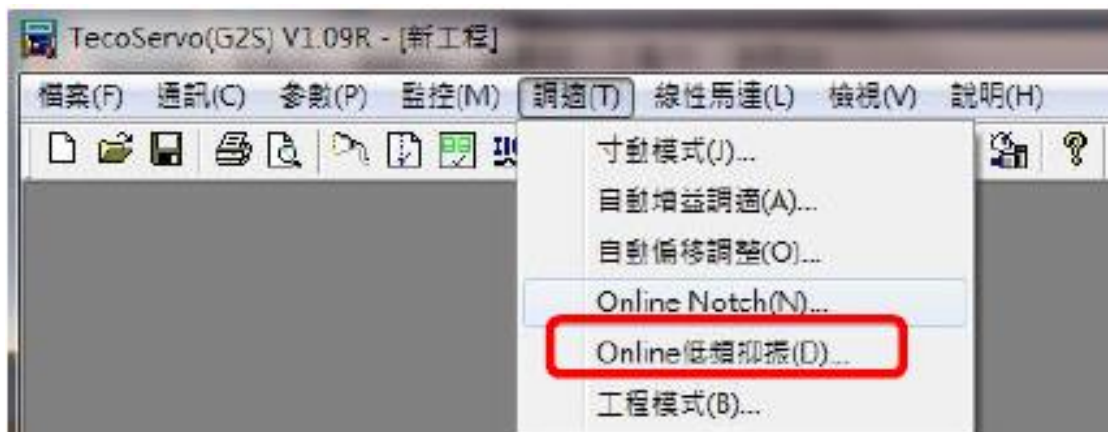 TecoServo(G2S) V1.09R - [新工程]
檔案(F) 通訊(C) 參數(P) 監控(M) 調適(T) 線性馬達(L) 檢視(V) 說明(H)
寸動模式(J)...
自動增益調適(A)...
自動偏移調整(O)...
Online Notch(N)...
Online低頻抑振(D)...
工程模式(B)...